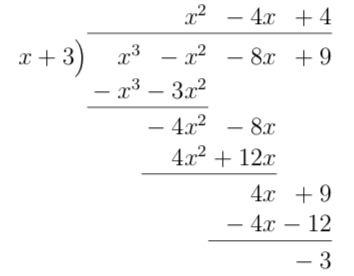 x² − 4x + 4
x + 3) x³ − x² − 8x + 9
− x³ − 3x²
− 4x² − 8x
4x² + 12x
4x + 9
− 4x − 12
− 3